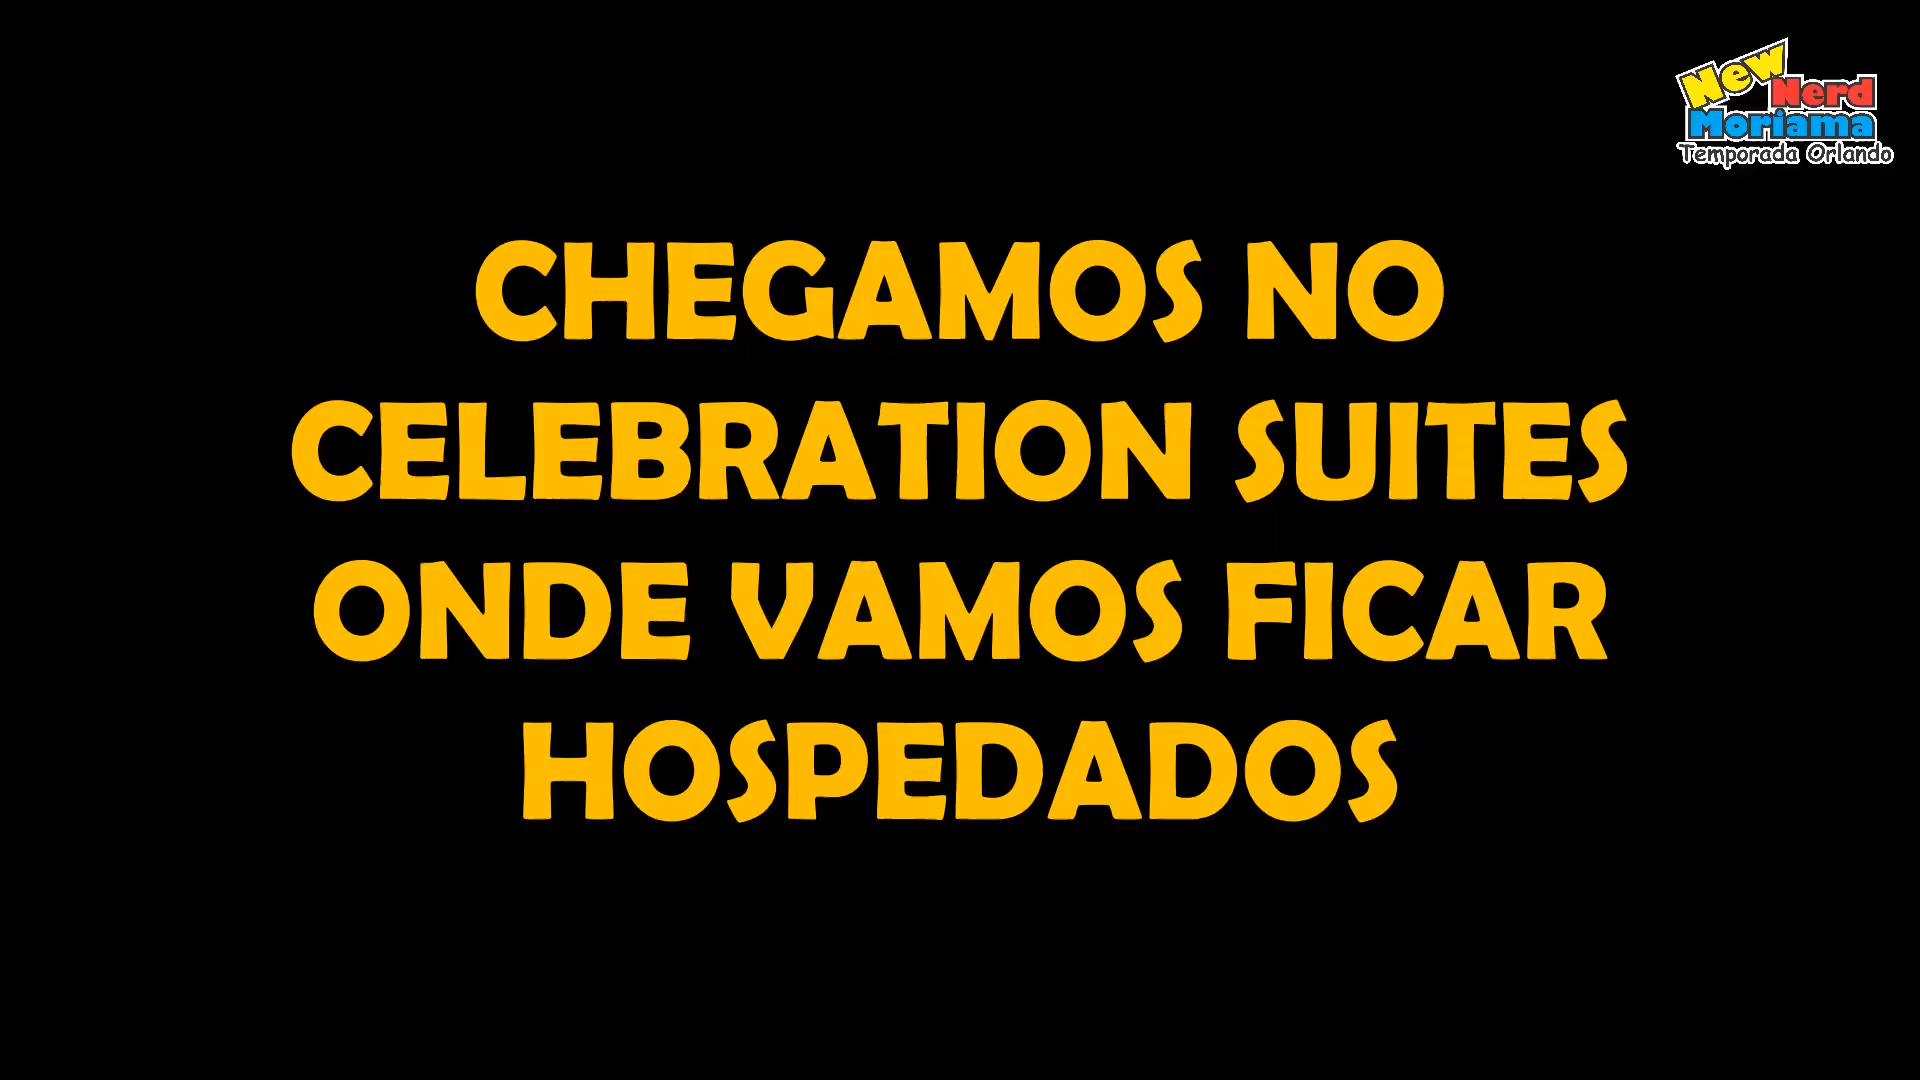 New
Nerd
Moriama
Temporada Orlando
CHEGAMOS NO
CELEBRATION SUITES
ONDE VAMOS FICAR
HOSPEDADOS